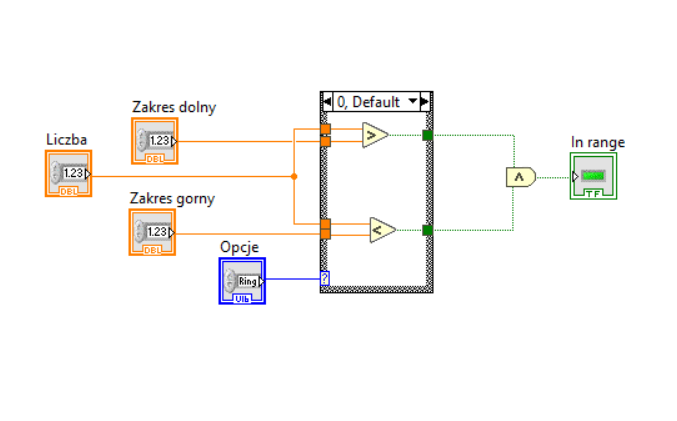 0, Default
Zakres dolny
>
1.23
DBL
Liczba
1.23
DBL
In range
TF
Λ
Zakres gorny
1.23
DBL
<
Opcje
Ring
U16
?